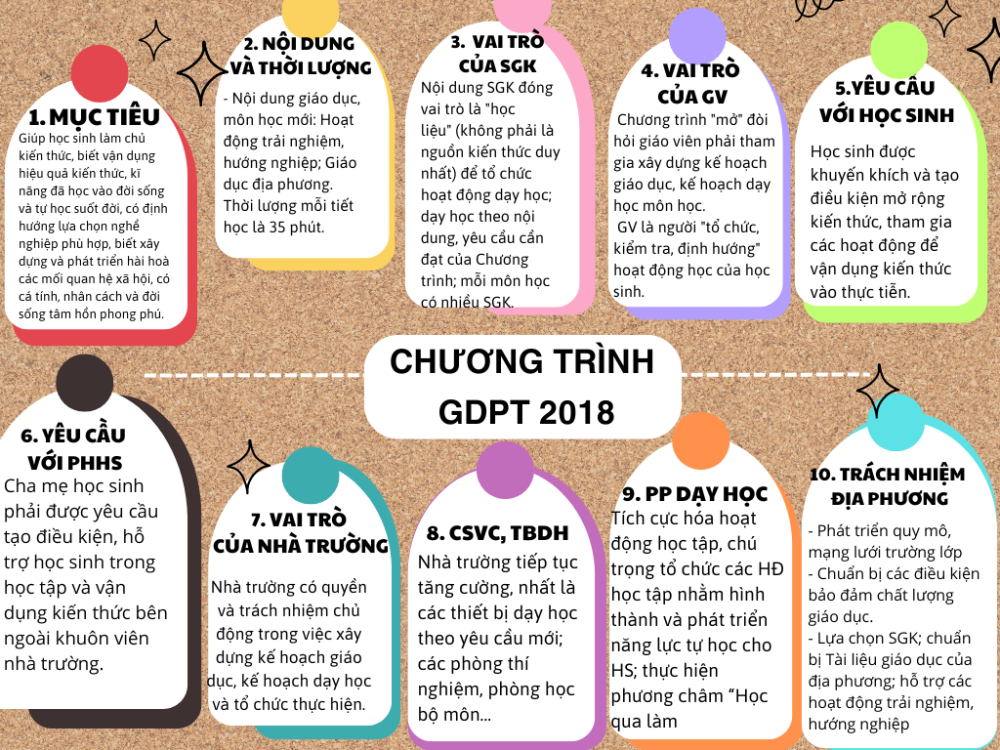 1. MỤC TIÊU
Giúp học sinh làm chủ
kiến thức, biết vận dụng
hiệu quả kiến thức, kĩ
năng đã học vào đời sống
và tự học suốt đời, có định
hướng lựa chọn nghề
nghiệp phù hợp, biết xây
dựng và phát triển hài hoà
các mối quan hệ xã hội, có
cá tính, nhân cách và đời
sống tâm hồn phong phú.
2. NỘI DUNG
VÀ THỜI LƯỢNG
- Nội dung giáo dục,
môn học mới: Hoạt
động trải nghiệm,
hướng nghiệp; Giáo
dục địa phương.
Thời lượng mỗi tiết
học là 35 phút.
3. VAI TRÒ
CỦA SGK
Nội dung SGK đóng
vai trò là "học
liệu" (không phải là
nguồn kiến thức duy
nhất) để tổ chức
hoạt động dạy học;
dạy học theo nội
dung, yêu cầu cần
đạt của Chương
trình; mỗi môn học
có nhiều SGK.
4. VAI TRÒ
CỦA GV
Chương trình "mở" đòi
hỏi giáo viên phải tham
gia xây dựng kế hoạch
giáo dục, kế hoạch dạy
học môn học.
GV là người "tổ chức,
kiểm tra, định hướng"
hoạt động học của học
sinh.
5.YÊU CẦU
VỚI HỌC SINH
Học sinh được
khuyến khích và tạo
điều kiện mở rộng
kiến thức, tham gia
các hoạt động để
vận dụng kiến thức
vào thực tiễn.
CHƯƠNG TRÌNH
GDPT 2018
6. YÊU CẦU
VỚI PHHS
Cha mẹ học sinh
phải được yêu cầu
tạo điều kiện, hỗ
trợ học sinh trong
học tập và vận
dụng kiến thức bên
ngoài khuôn viên
nhà trường.
7. VAI TRÒ
CỦA NHÀ TRƯỜNG
Nhà trường có quyền
và trách nhiệm chủ
động trong việc xây
dựng kế hoạch giáo
dục, kế hoạch dạy học
và tổ chức thực hiện.
8. CSVC, TBDH
Nhà trường tiếp tục
tăng cường, nhất là
các thiết bị dạy học
theo yêu cầu mới;
các phòng thí
nghiệm, phòng học
bộ môn...
9. PP DẠY HỌC
Tích cực hóa hoạt
động học tập, chú
trọng tổ chức các HĐ
học tập nhằm hình
thành và phát triển
năng lực tự học cho
HS; thực hiện
phương châm “Học
qua làm
10. TRÁCH NHIỆM
ĐỊA PHƯƠNG
- Phát triển quy mô,
mạng lưới trường lớp
- Chuẩn bị các điều kiện
bảo đảm chất lượng
giáo dục.
- Lựa chọn SGK; chuẩn
bị Tài liệu giáo dục của
địa phương; hỗ trợ các
hoạt động trải nghiệm,
hướng nghiệp